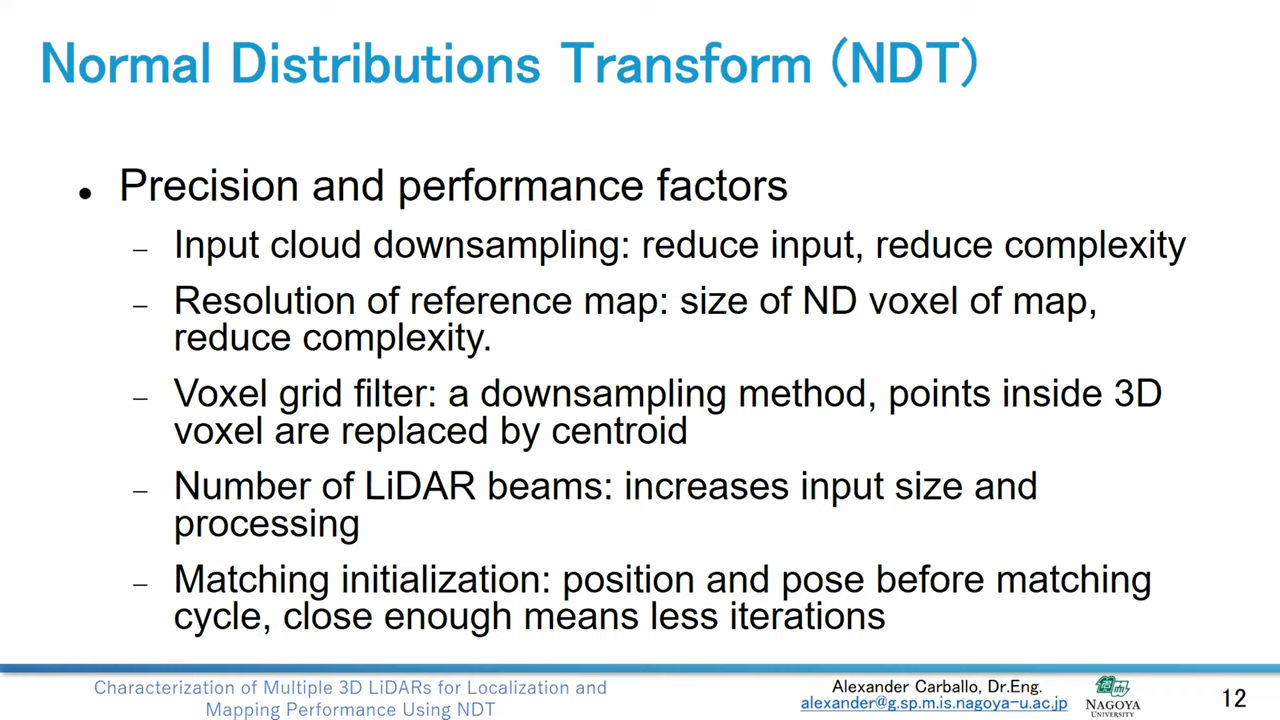 Normal Distributions Transform (NDT)
● Precision and performance factors
– Input cloud downsampling: reduce input, reduce complexity
– Resolution of reference map: size of ND voxel of map,
reduce complexity.
– Voxel grid filter: a downsampling method, points inside 3D
voxel are replaced by centroid
– Number of LiDAR beams: increases input size and
processing
– Matching initialization: position and pose before matching
cycle, close enough means less iterations
Characterization of Multiple 3D LiDARs for Localization and
Mapping Performance Using NDT
Alexander Carballo, Dr.Eng.
alexander@g.sp.m.is.nagoya-u.ac.jp
NAGOYA
UNIVERSITY
12